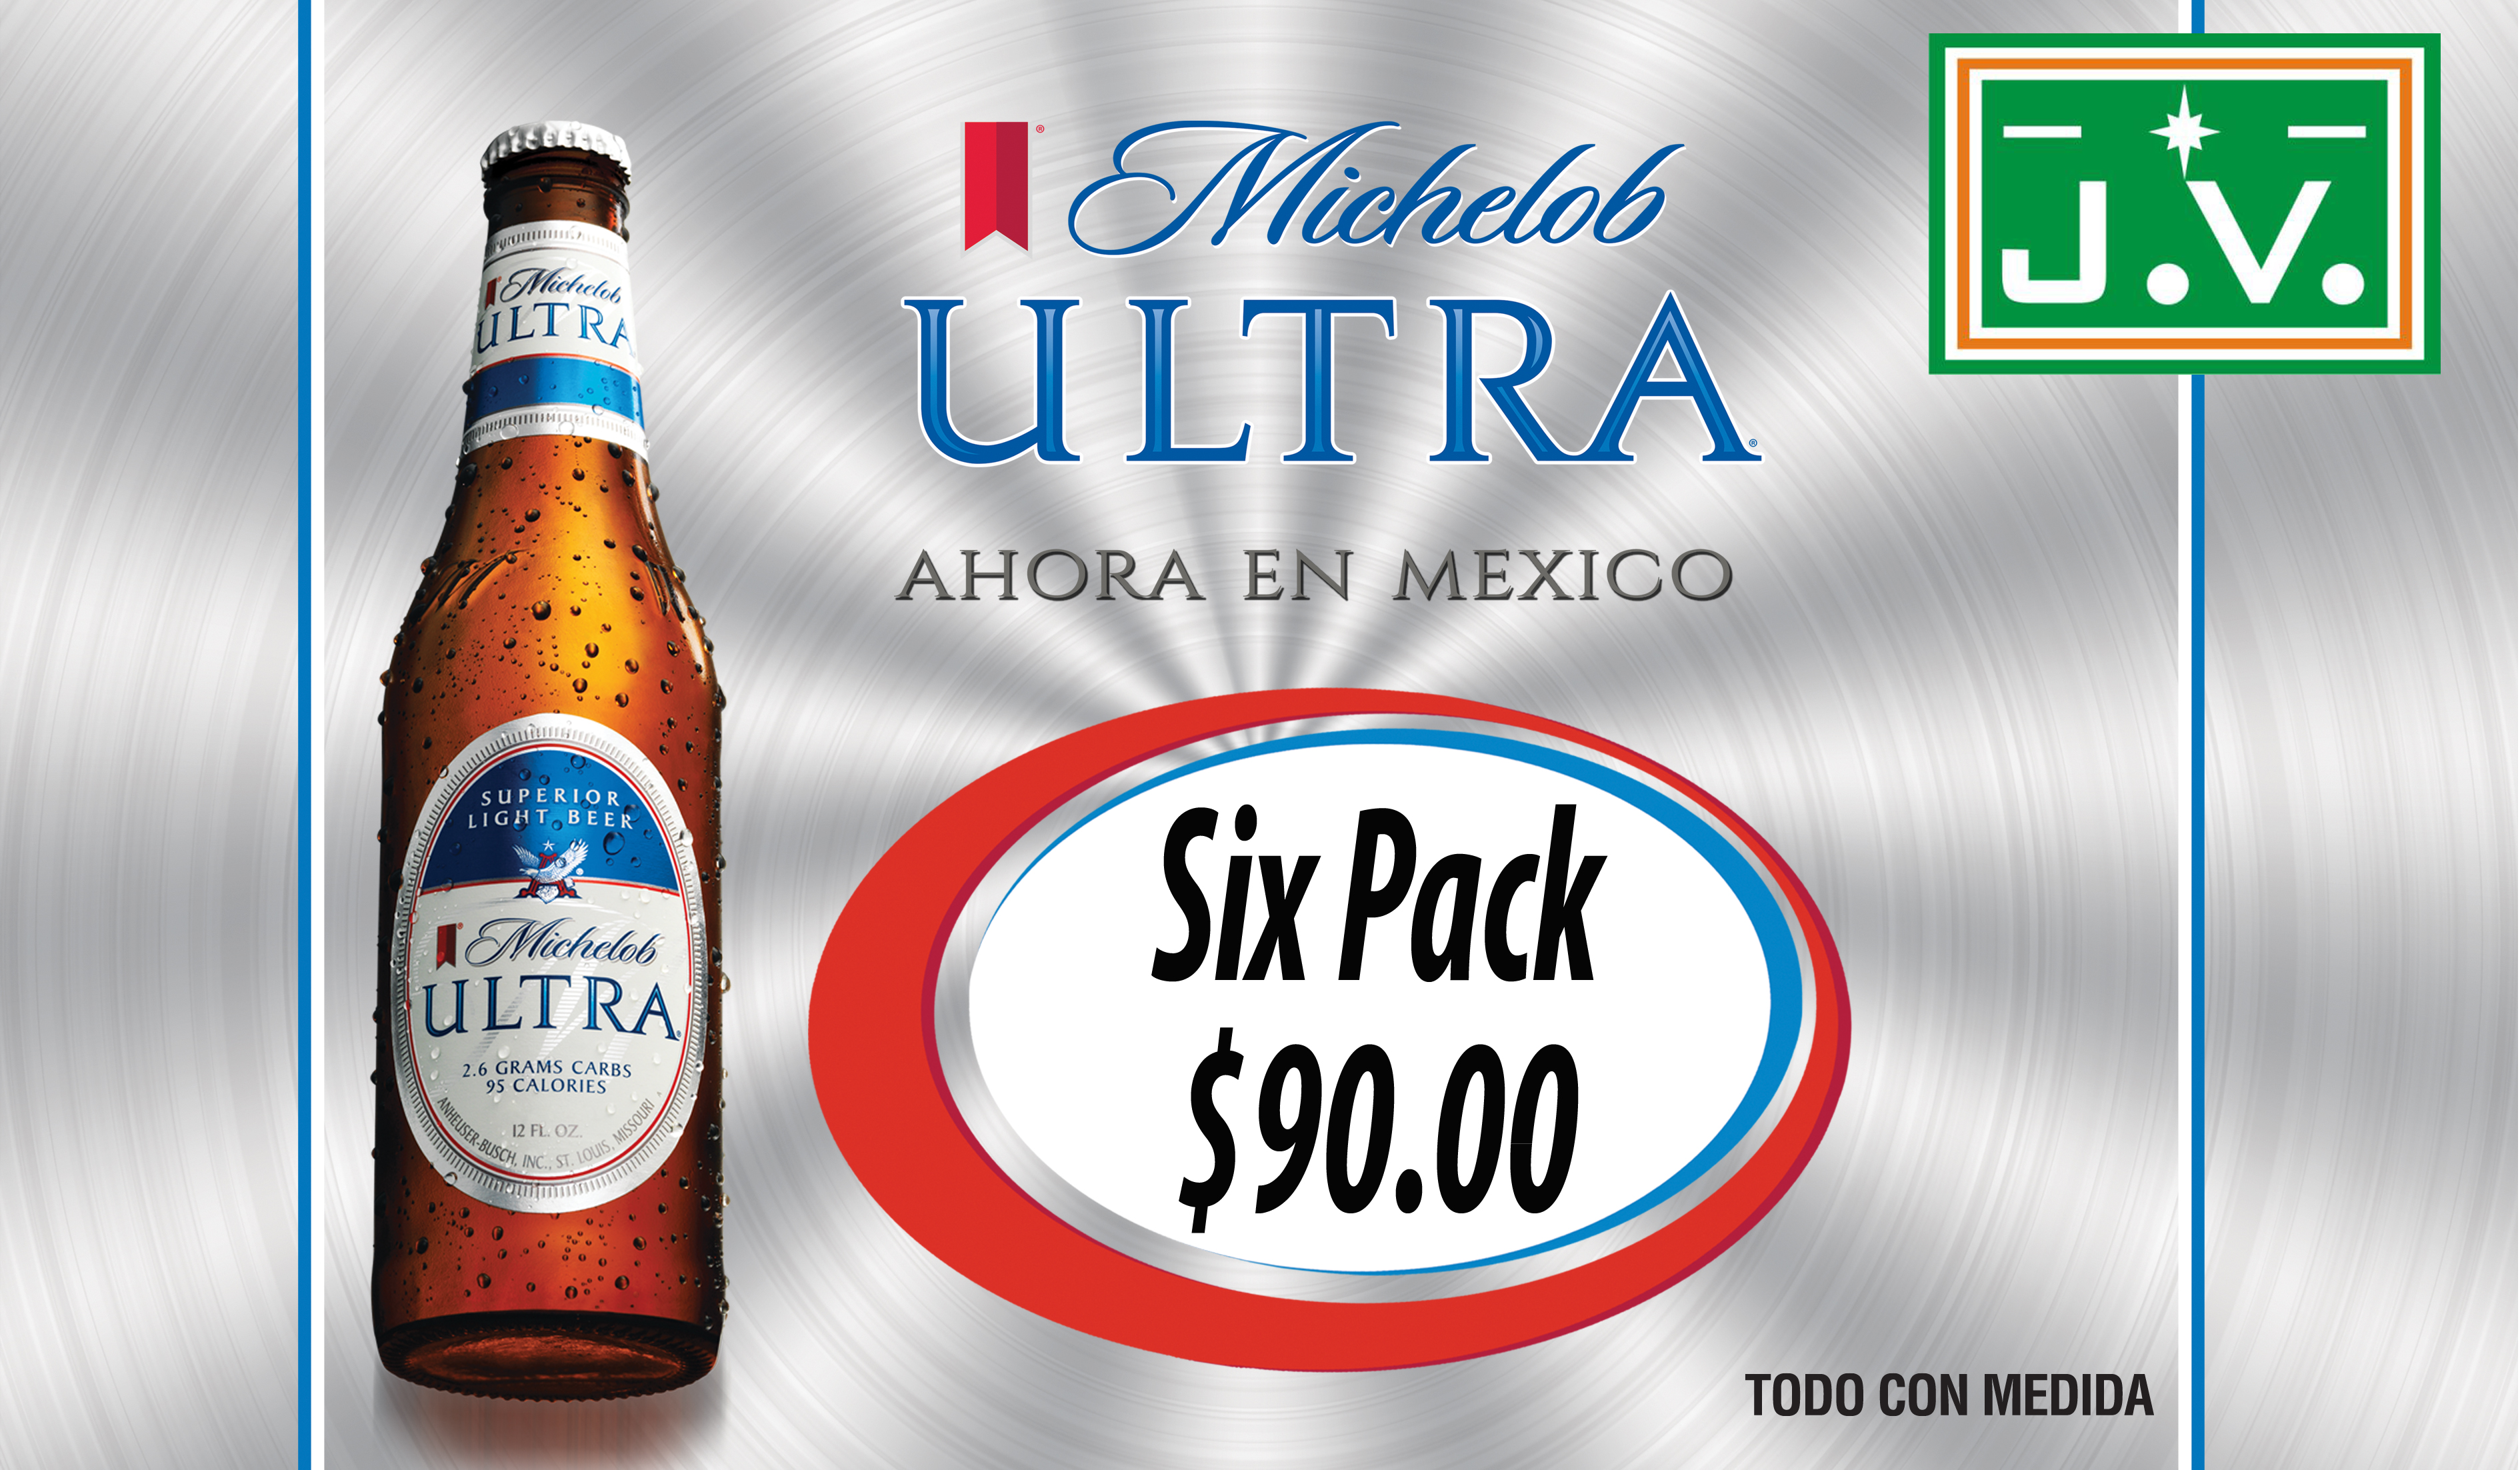 Michelob
ULTRA
AHORA EN MEXICO
J.V.
Michelob
ULTRA
SUPERIOR
LIGHT BEER
Michelob
ULTRA
2.6 GRAMS CARBS
95 CALORIES
12 FL. OZ.
ANHEUSER-BUSCH, INC., ST. LOUIS, MISSOURI
Six Pack
$90.00
TODO CON MEDIDA